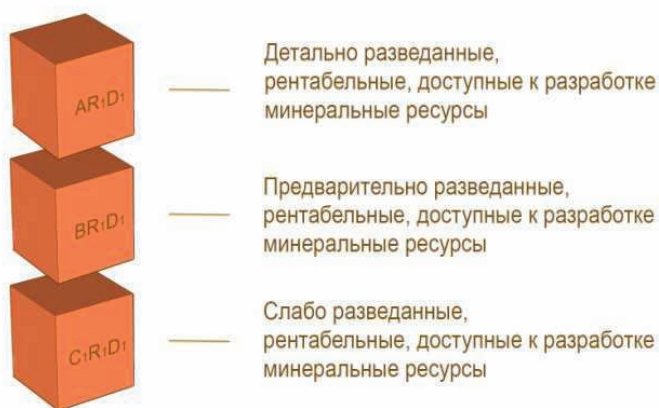 AR₁D₁
Детально разведанные,
рентабельные, доступные к разработке
минеральные ресурсы
BR₁D₁
Предварительно разведанные,
рентабельные, доступные к разработке
минеральные ресурсы
C₁R₁D₁
Слабо разведанные,
рентабельные, доступные к разработке
минеральные ресурсы